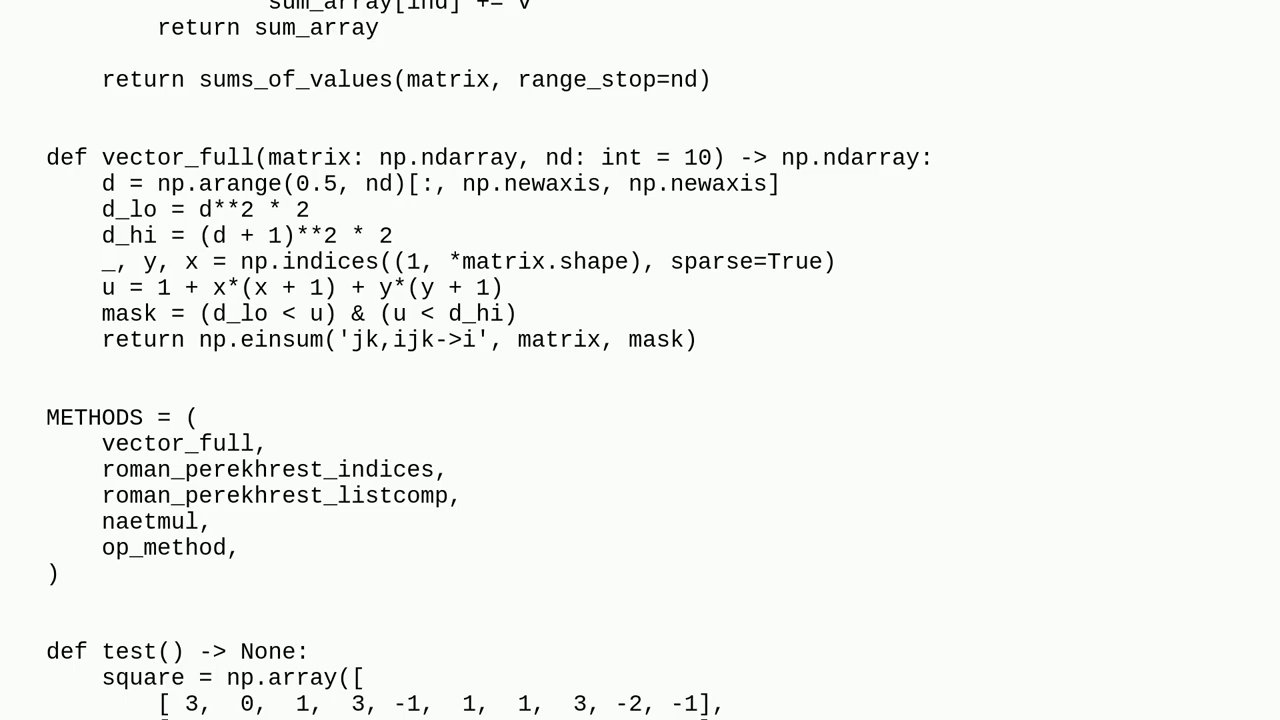 sum_array[ind] += v
return sum_array
return sums_of_values(matrix, range_stop=nd)
def vector_full(matrix: np.ndarray, nd: int = 10) -> np.ndarray:
d = np.arange(0.5, nd)[:, np.newaxis, np.newaxis]
d_lo = d**2 * 2
d_hi = (d + 1)**2 * 2
_, y, x = np.indices((1, *matrix.shape), sparse=True)
u = 1 + x*(x + 1) + y*(y + 1)
mask = (d_lo < u) & (u < d_hi)
return np.einsum('jk,ijk->i', matrix, mask)
METHODS = (
vector_full,
roman_perekhrest_indices,
roman_perekhrest_listcomp,
naetmul,
op_method,
)
def test() -> None:
square = np.array([
[ 3,  0,  1,  3, -1,  1,  1,  3, -2, -1],